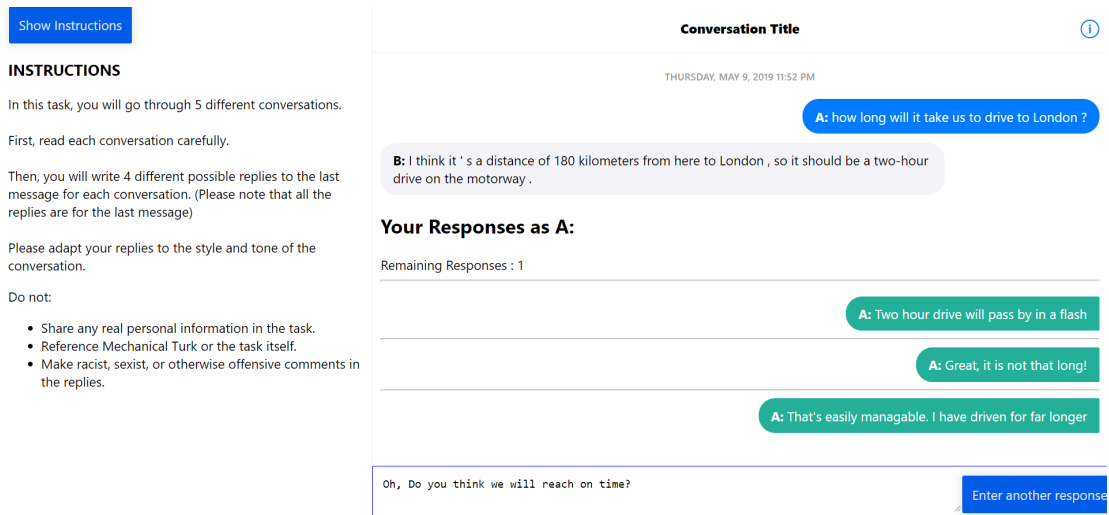 Show Instructions
INSTRUCTIONS
In this task, you will go through 5 different conversations.
First, read each conversation carefully.
Then, you will write 4 different possible replies to the last
message for each conversation. (Please note that all the
replies are for the last message)
Please adapt your replies to the style and tone of the
conversation.
Do not:
• Share any real personal information in the task.
• Reference Mechanical Turk or the task itself.
• Make racist, sexist, or otherwise offensive comments in
the replies.
Conversation Title
THURSDAY, MAY 9, 2019 11:52 PM
A: how long will it take us to drive to London ?
B: I think it ' s a distance of 180 kilometers from here to London , so it should be a two-hour
drive on the motorway .
Your Responses as A:
Remaining Responses : 1
A: Two hour drive will pass by in a flash
A: Great, it is not that long!
A: That's easily managable. I have driven for far longer
Oh, Do you think we will reach on time?
Enter another response